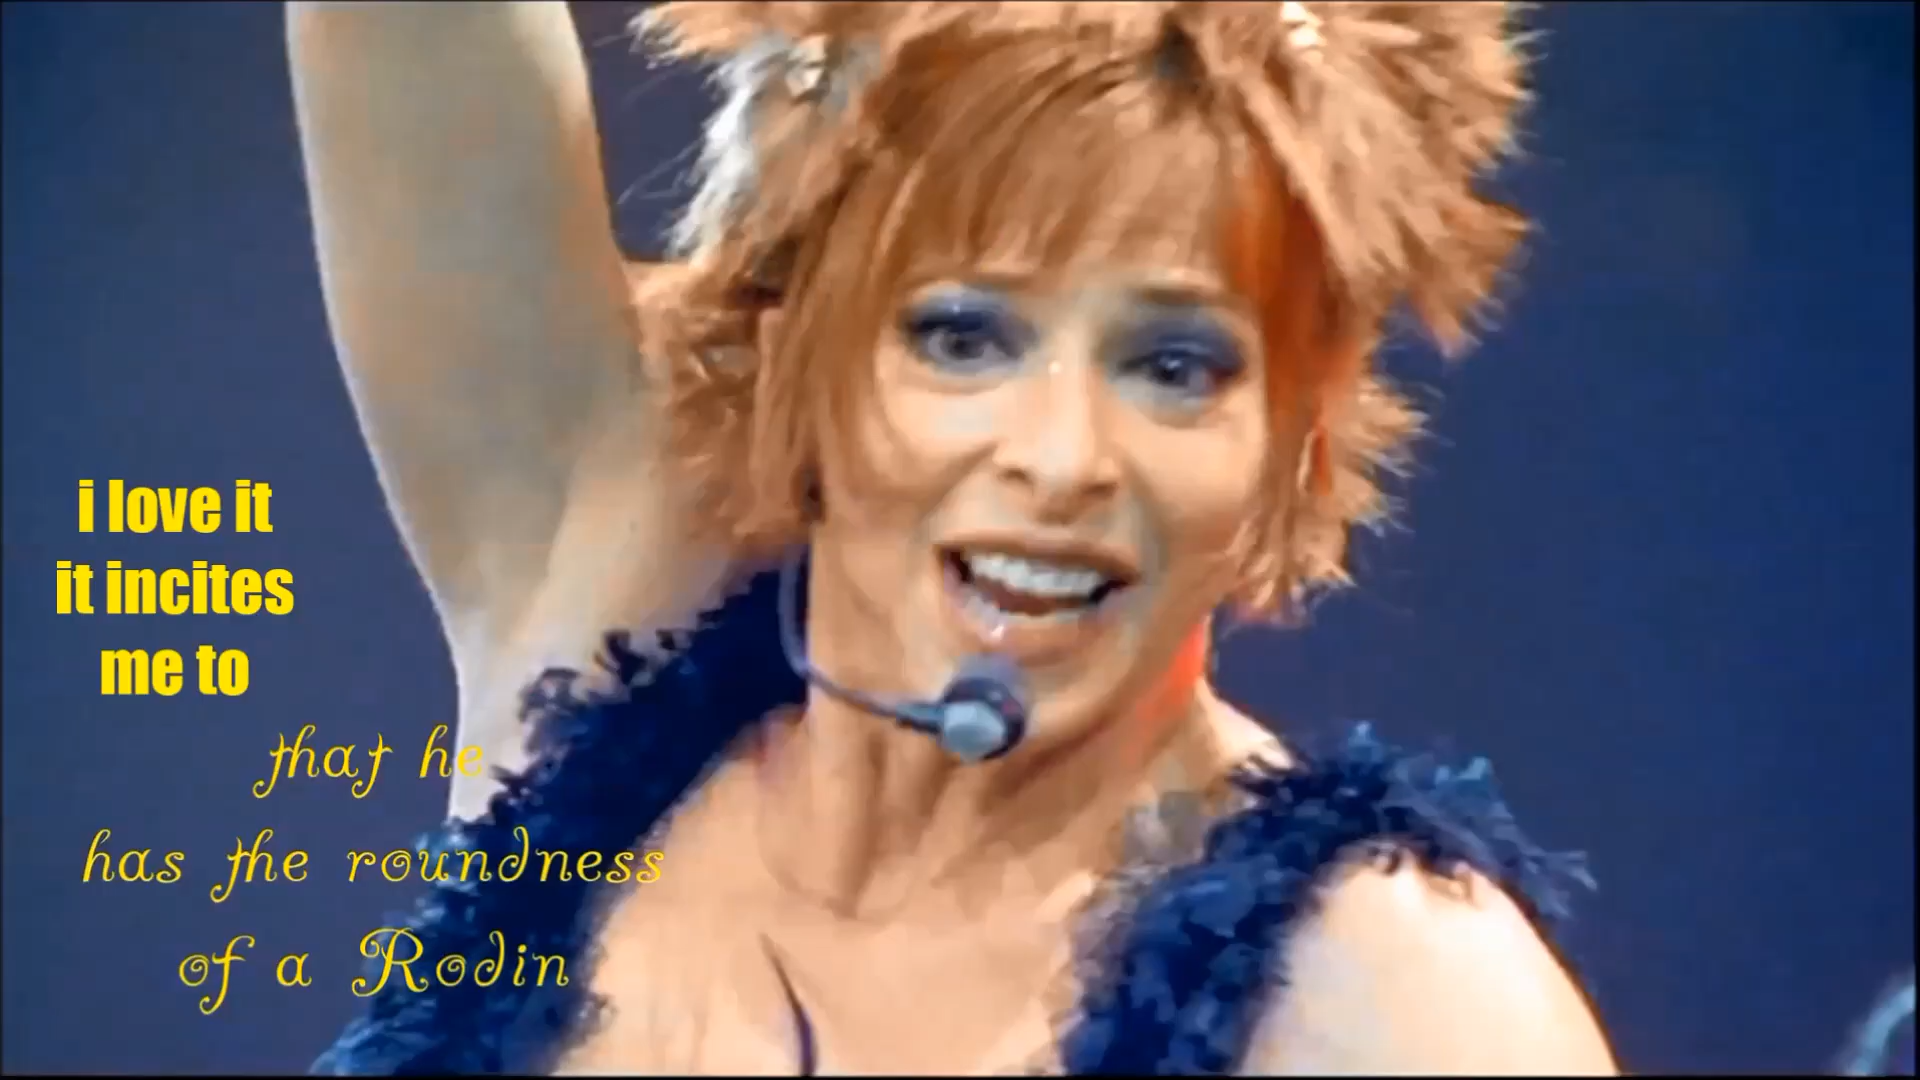 i love it
it incites
me to
that he
has the roundness
of a Rodin